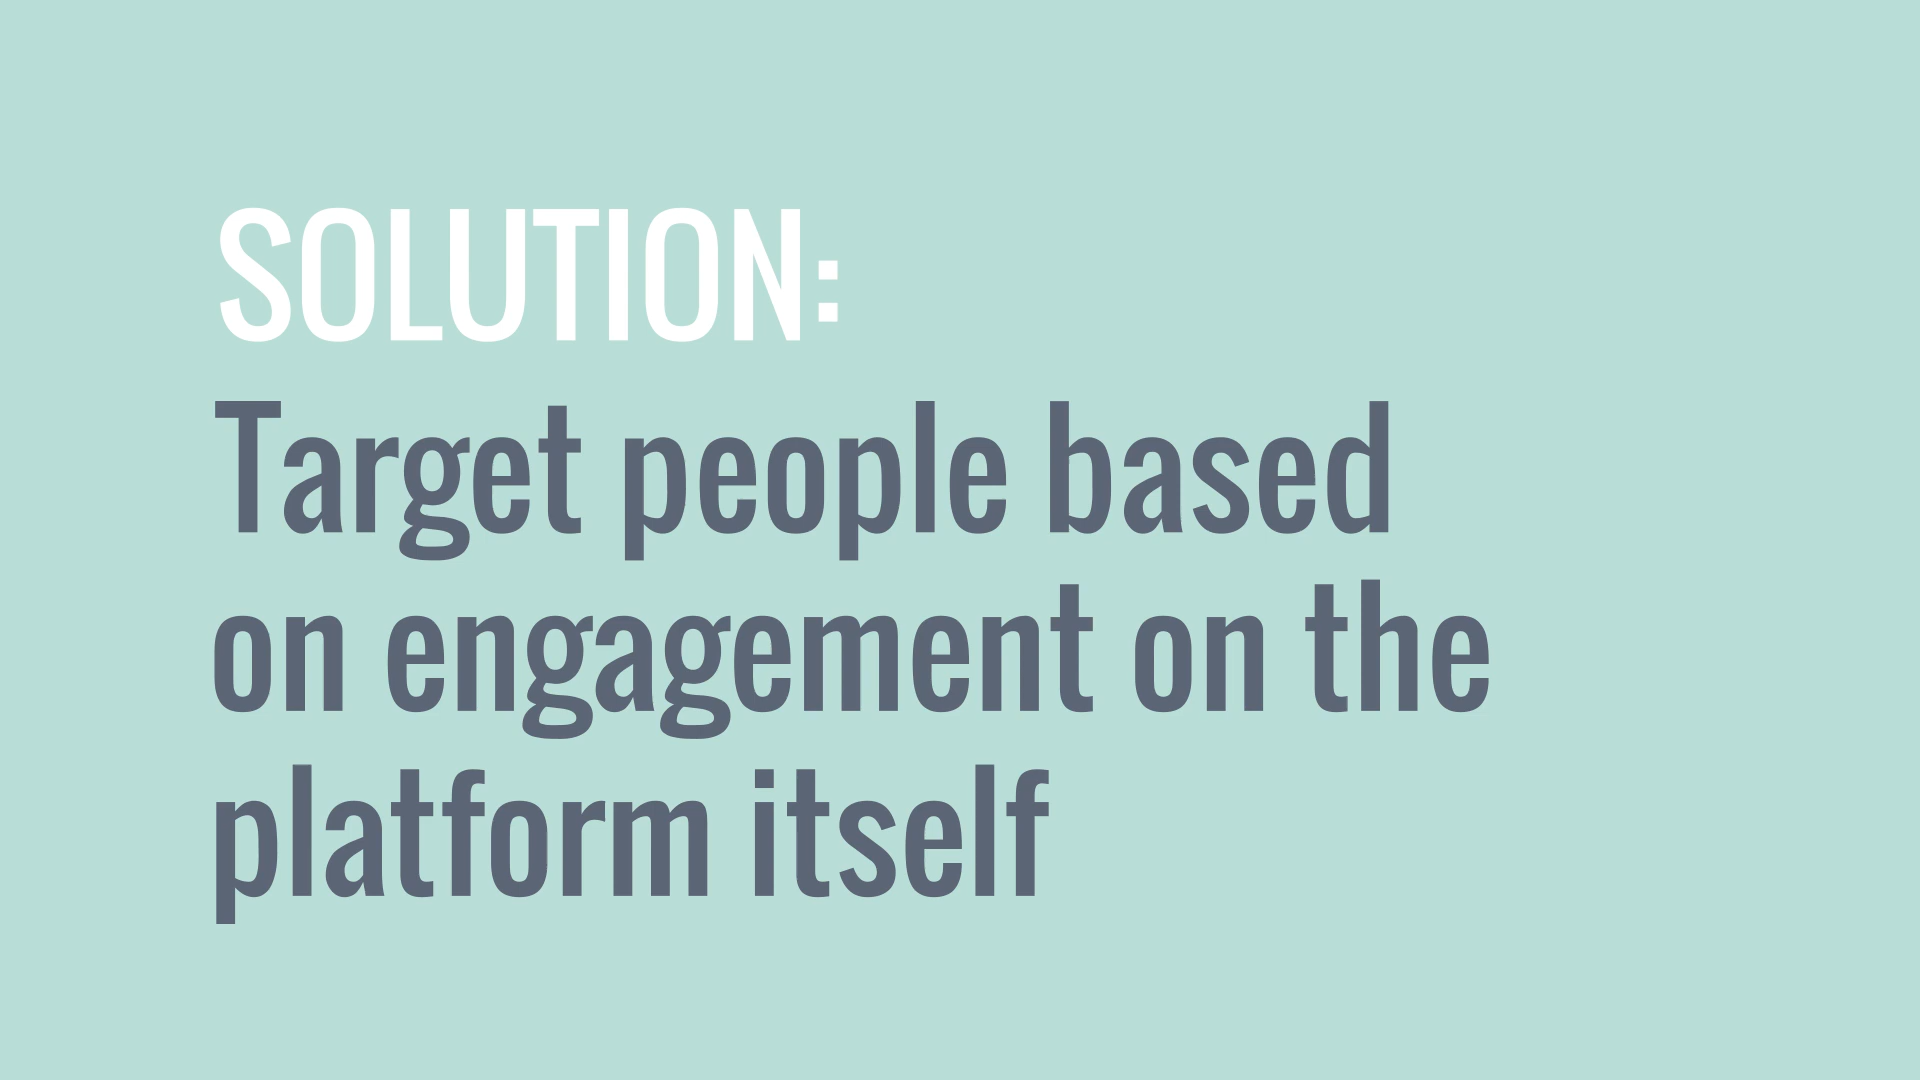 SOLUTION:
Target people based
on engagement on the
platform itself